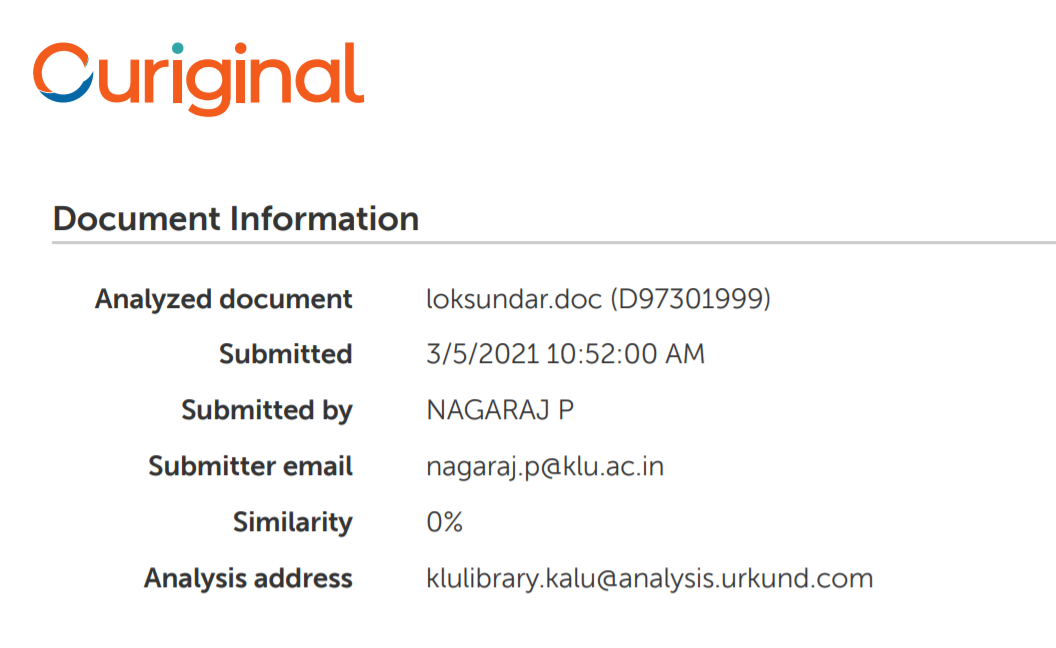 Ouriginal
Document Information
Analyzed document loksundar.doc (D97301999)
Submitted 3/5/2021 10:52:00 AM
Submitted by NAGARAJ P
Submitter email nagaraj.p@klu.ac.in
Similarity 0%
Analysis address klulibrary.kalu@analysis.urkund.com